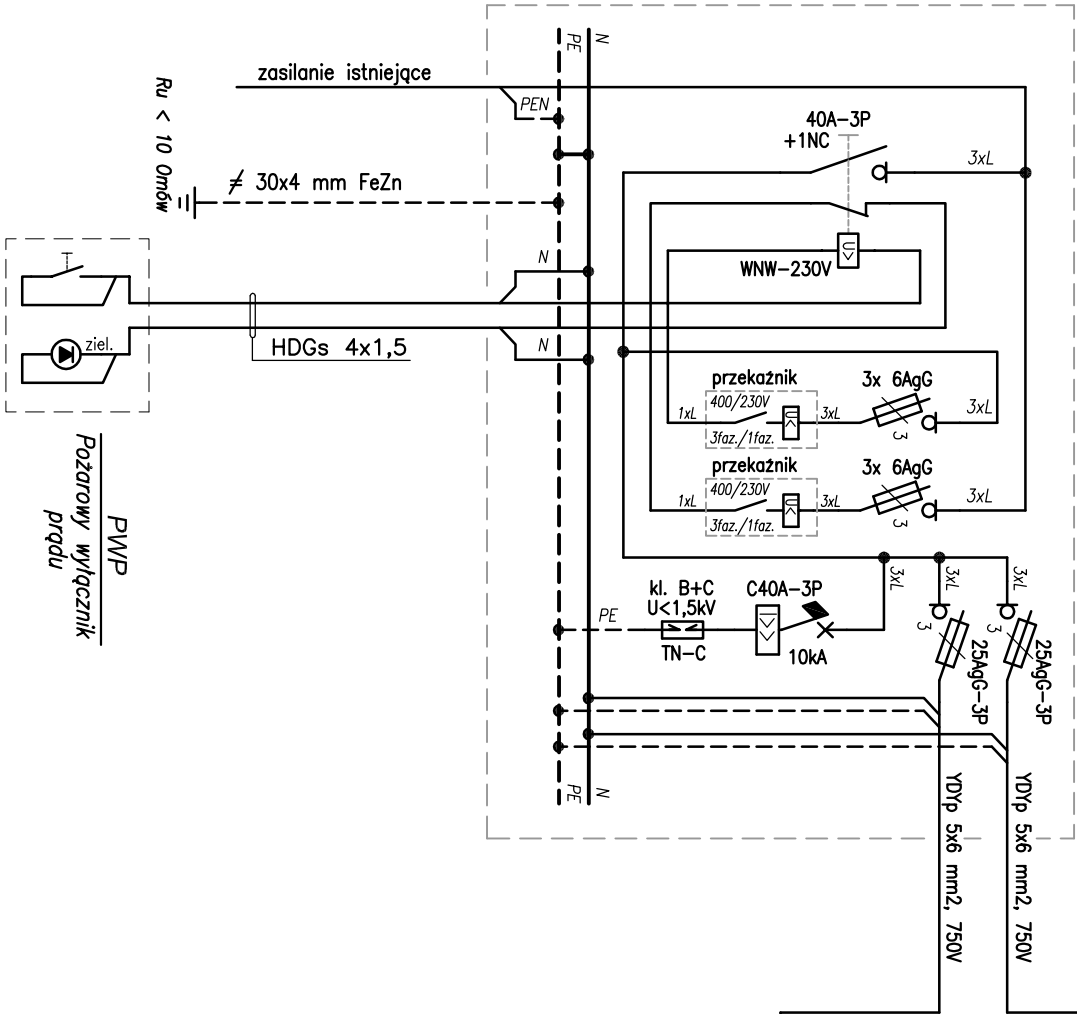 PE
N
zasilanie istniejące
PEN
40A-3P
+1NC
3xL
Ru < 10 Omów
≠ 30x4 mm FeZn
N
U>
WNW-230V
ziel.
HDGs 4x1,5
N
przekaźnik
400/230V
1xL
U<
3xL
3faz./1faz.
3x 6AgG
3
3xL
przekaźnik
400/230V
1xL
U<
3xL
3faz./1faz.
3x 6AgG
3
3xL
PWP
Pożarowy wyłącznik
prądu
kl. B+C
U<1,5kV
PE
TN-C
C40A-3P
I>>
10kA
3xL
3xL
3xL
3
3
25AgG-3P
25AgG-3P
PE
N
YDYp 5x6 mm2, 750V
YDYp 5x6 mm2, 750V